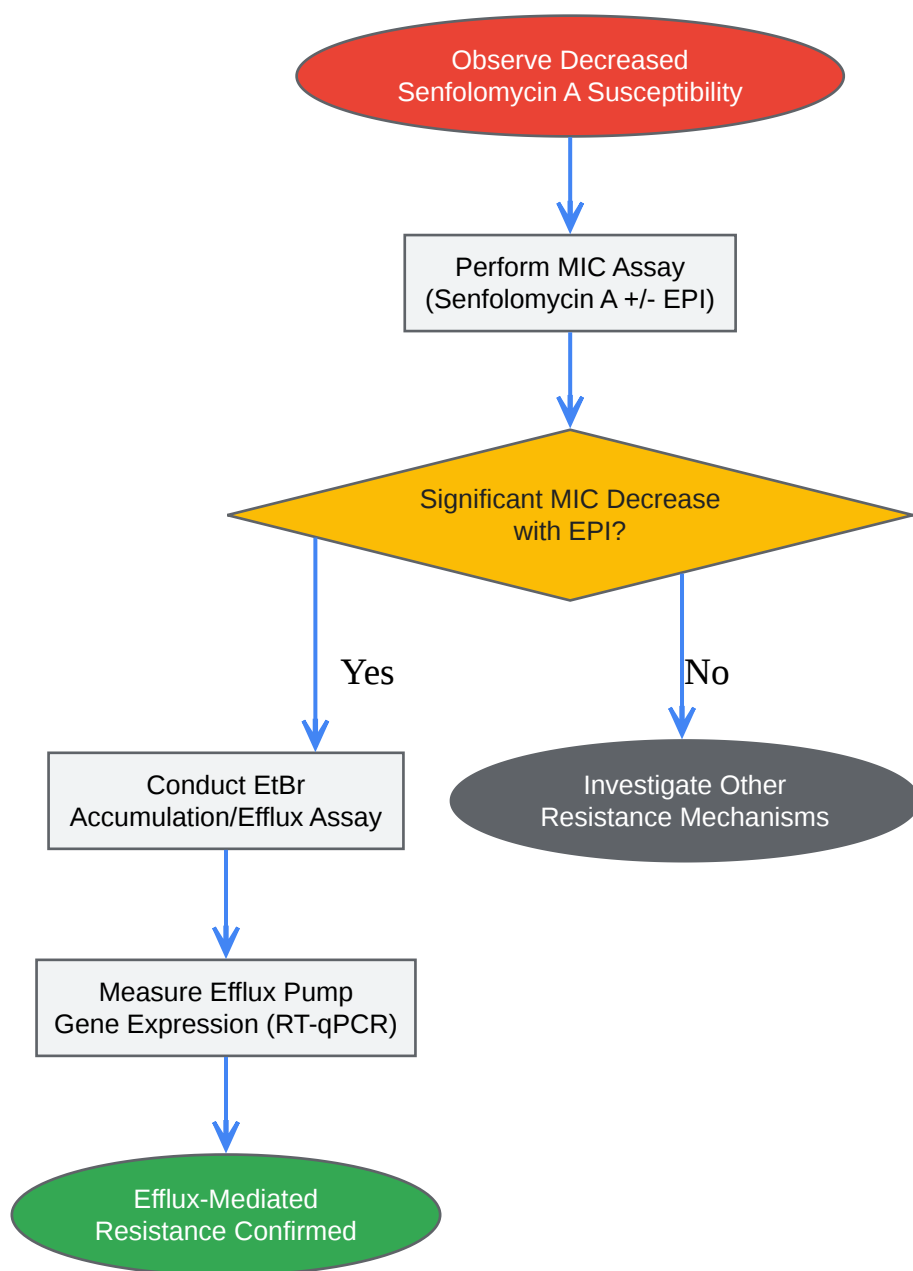 Observe Decreased
Senfolomycin A Susceptibility
Perform MIC Assay
(Senfolomycin A +/- EPI)
Significant MIC Decrease
with EPI?
Yes
No
Conduct EtBr
Accumulation/Efflux Assay
Investigate Other
Resistance Mechanisms
Measure Efflux Pump
Gene Expression (RT-qPCR)
Efflux-Mediated
Resistance Confirmed